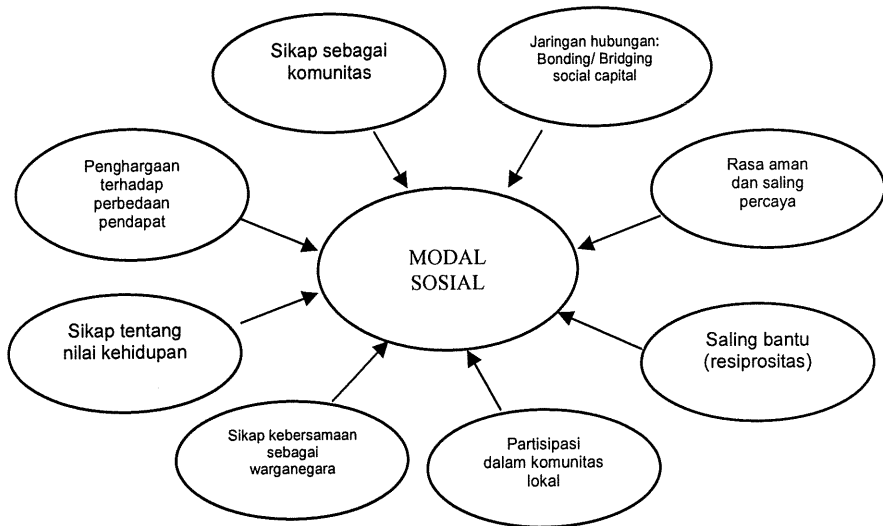 Sikap sebagai
komunitas
Jaringan hubungan:
Bonding/ Bridging
social capital
Penghargaan
terhadap
perbedaan
pendapat
Rasa aman
dan saling
percaya
MODAL
SOSIAL
Sikap tentang
nilai kehidupan
Saling bantu
(resiprositas)
Sikap kebersamaan
sebagai
warganegara
Partisipasi
dalam komunitas
lokal